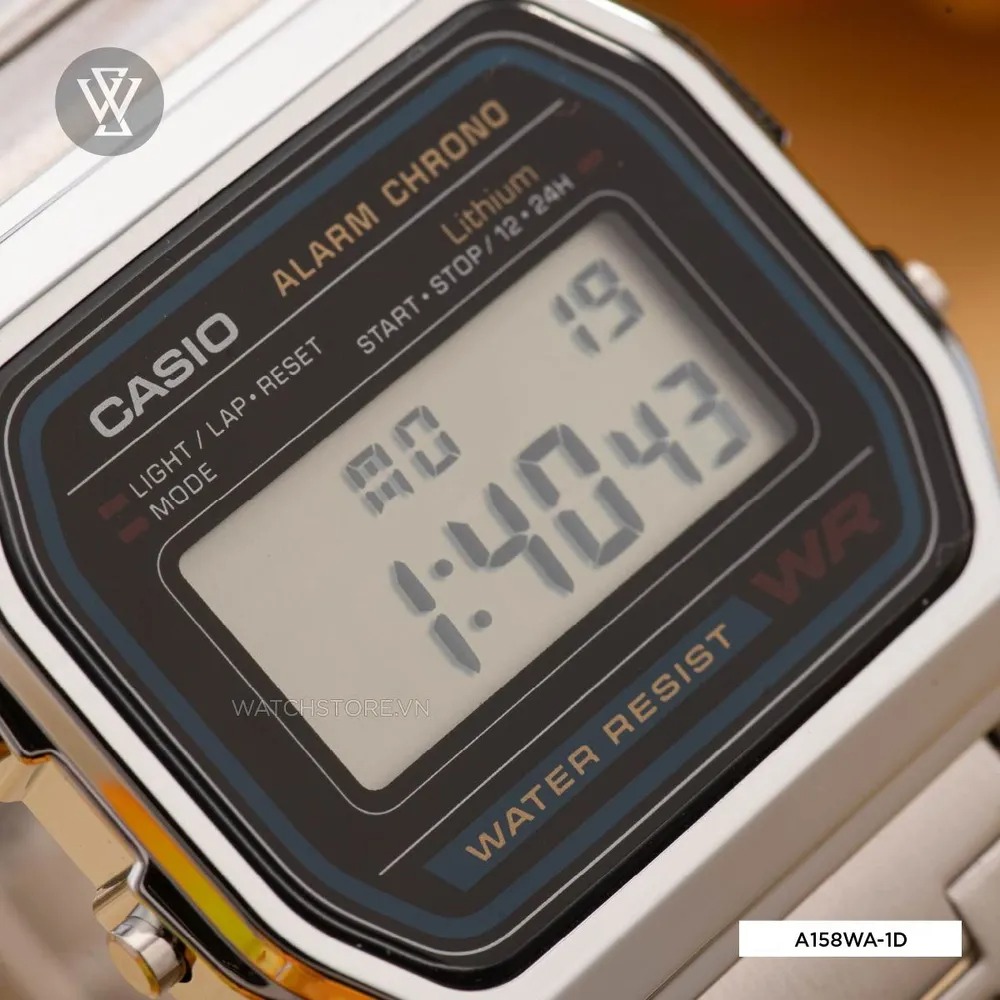 ALARM CHRONO
Lithium
CASIO
LIGHT / LAP • RESET
START • STOP / 12 • 24H
MODE
MO
19
1:40 43
WR
WATER RESIST
WATCHSTORE.VN
A158WA-1D